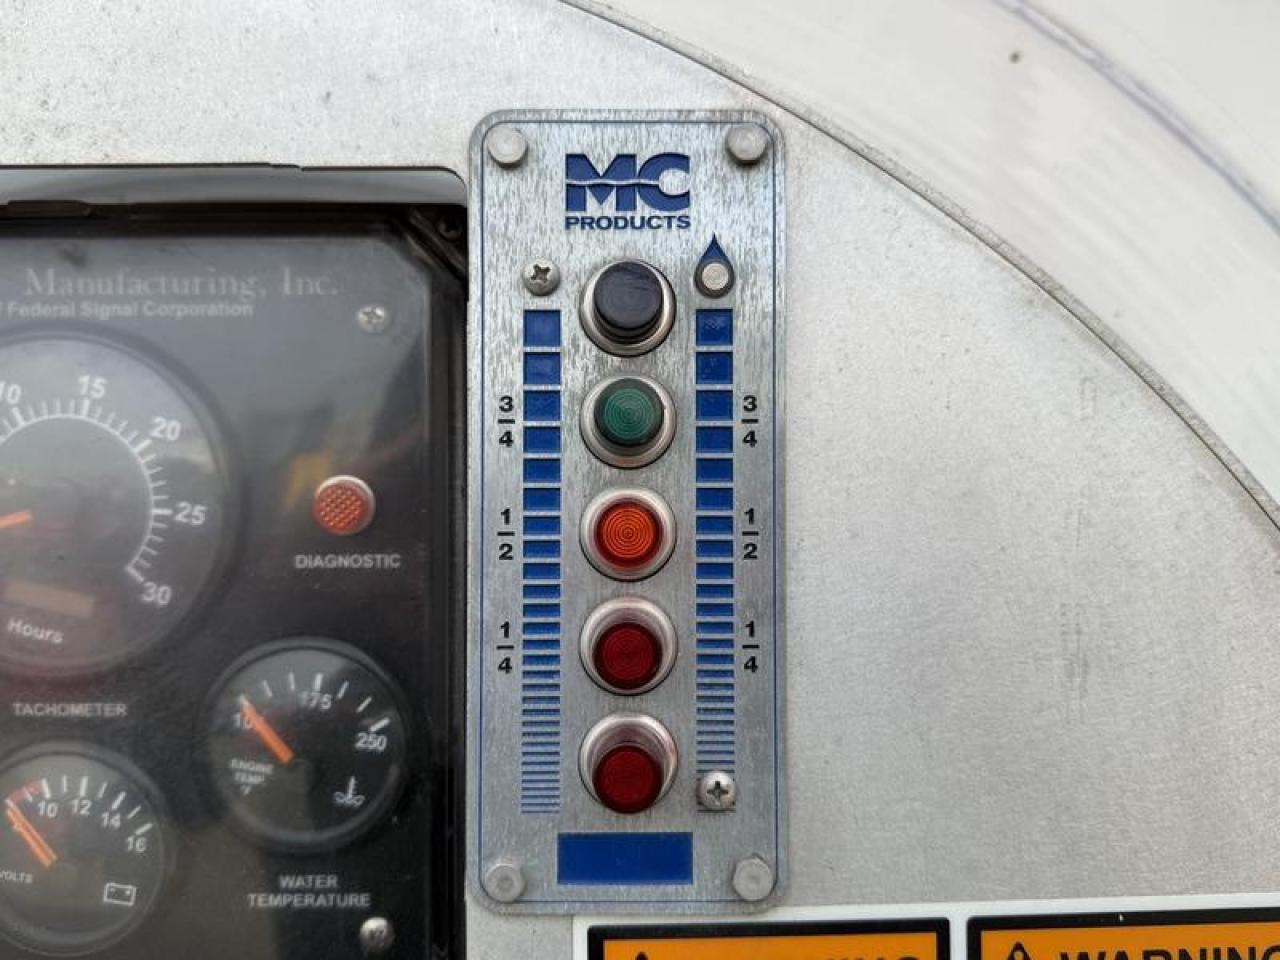 MC
PRODUCTS
Manufacturing, Inc.
Federal Signal Corporation
10 15 20 25 30
Hours
TACHOMETER
DIAGNOSTIC
3/4
1/2
1/4
3/4
1/2
1/4
175
250
ENGINE
TEMP
°F
WATER
TEMPERATURE
10 12 14 16
VOLTS
WARNING